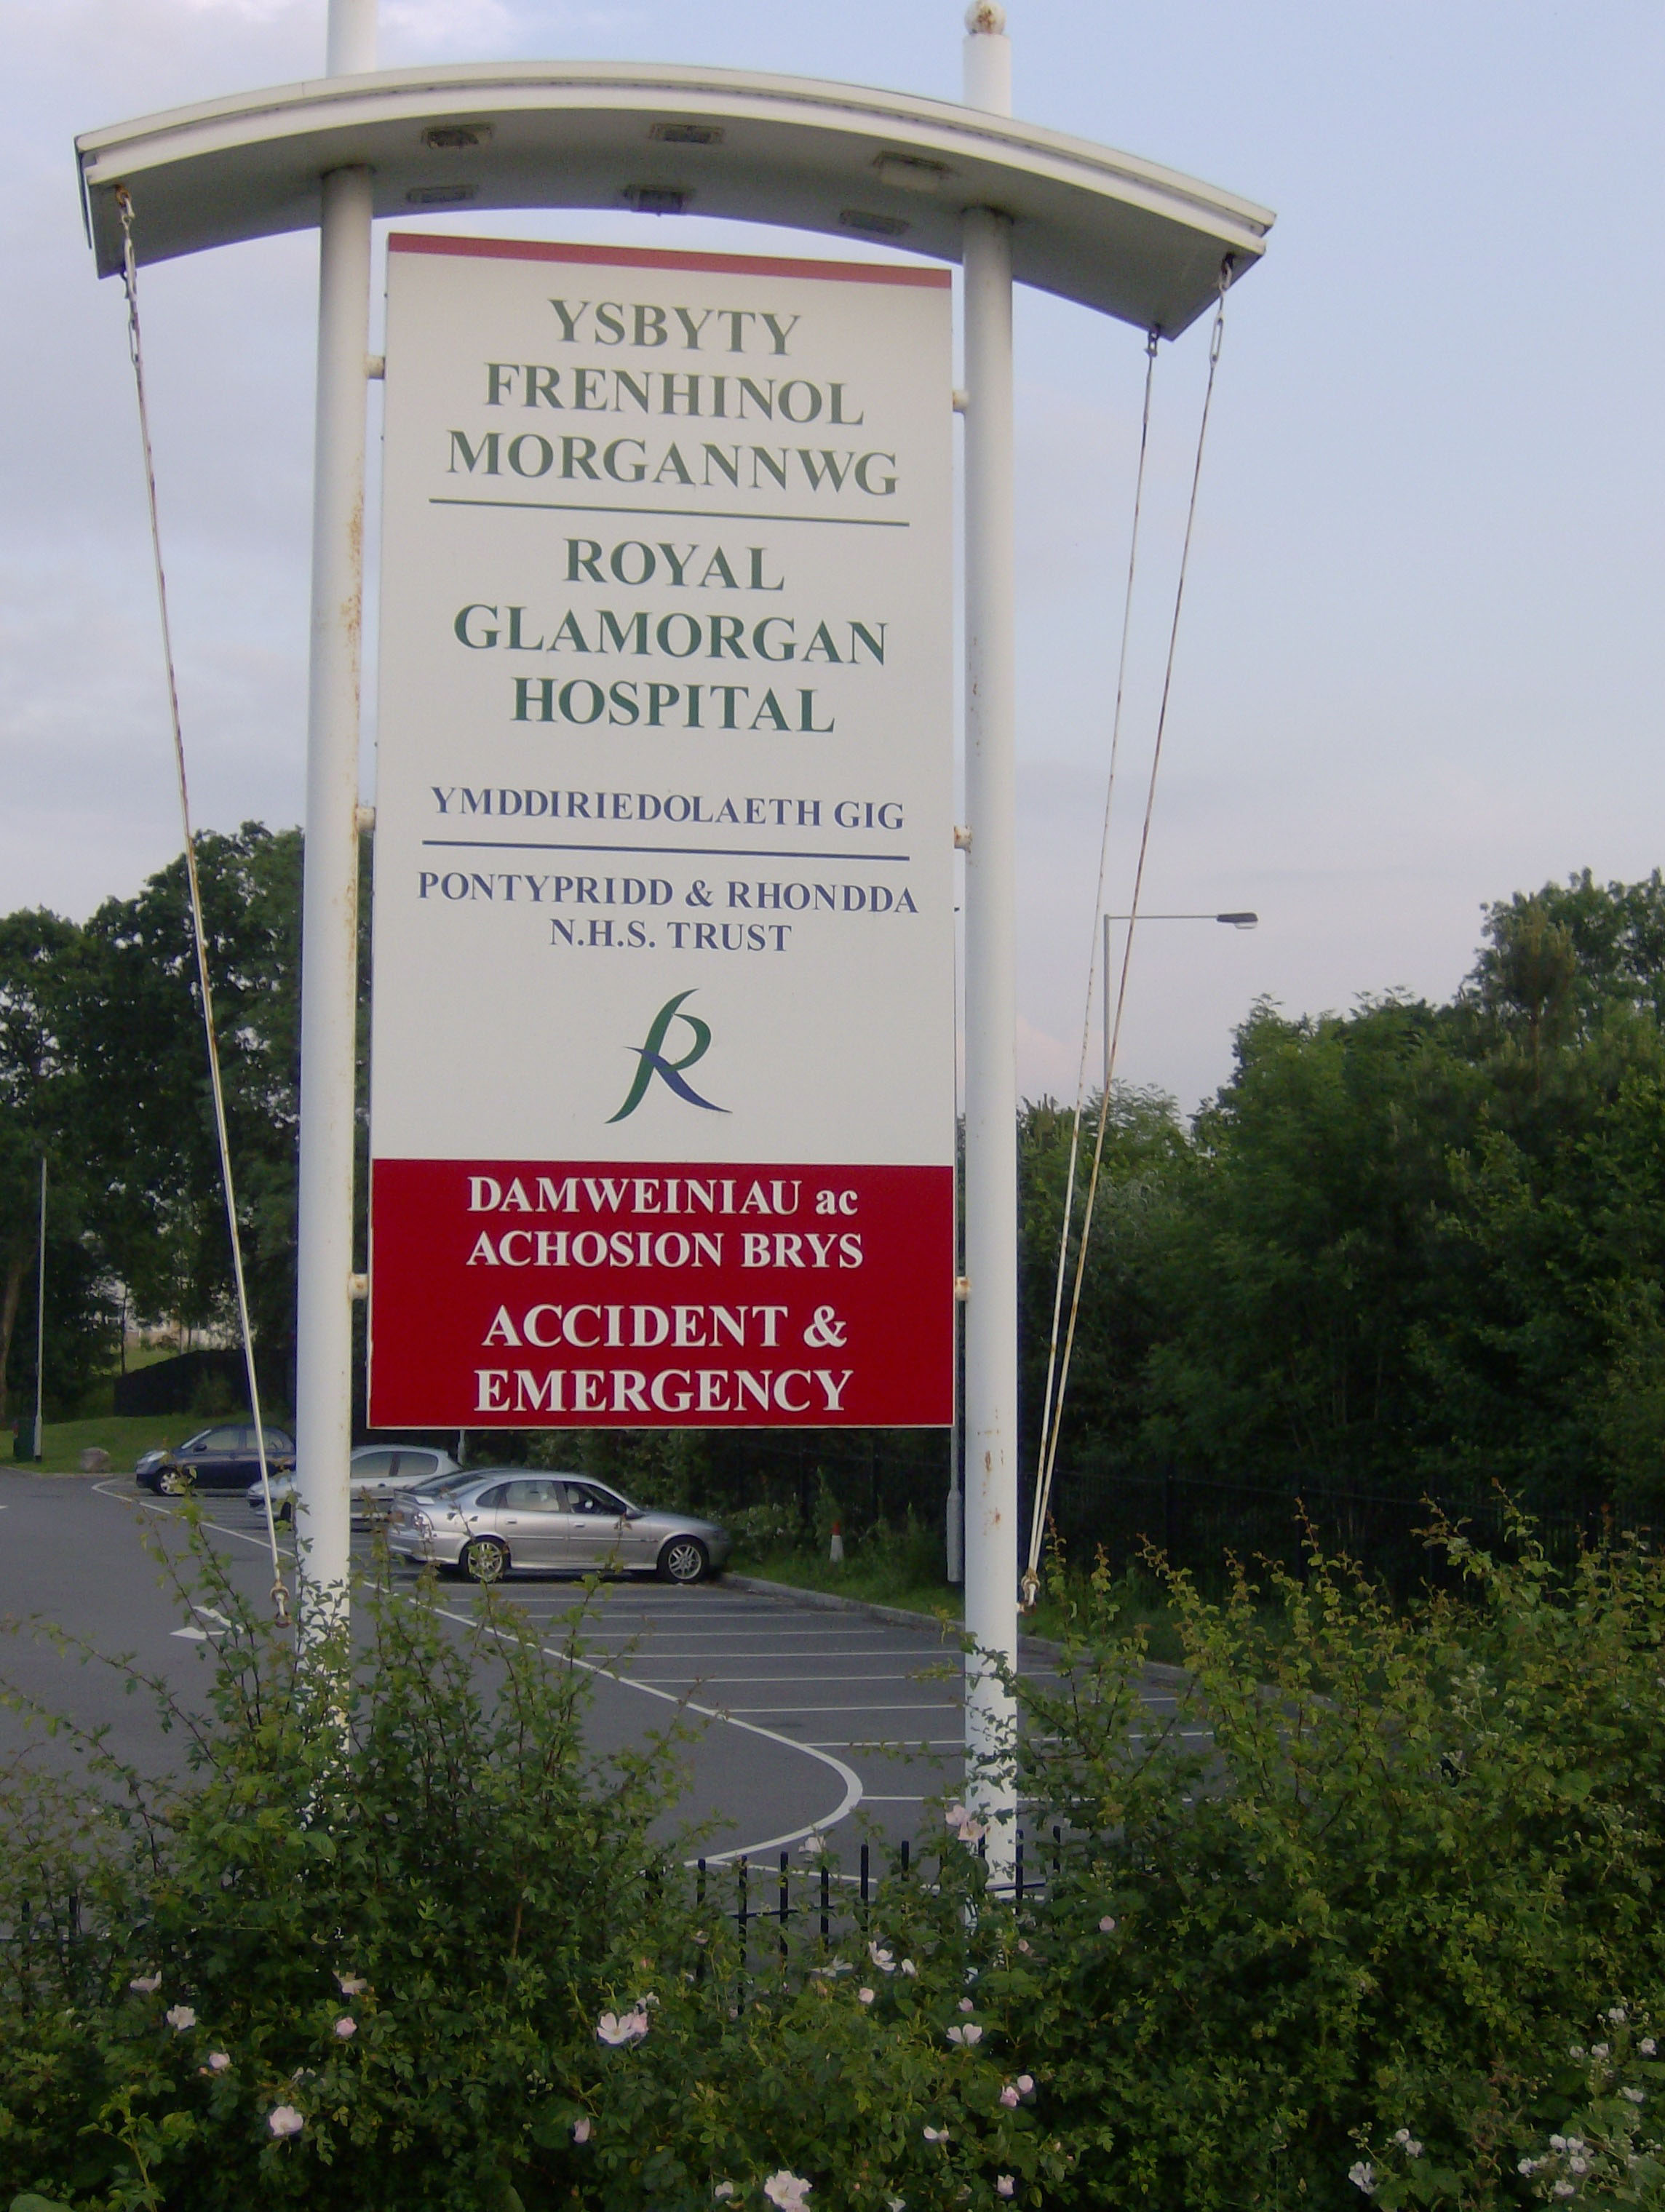 YSBYTY
FRENHINOL
MORGANNWG
ROYAL
GLAMORGAN
HOSPITAL
YMDDIRIEDOLAETH GIG
PONTYPRIDD & RHONDDA
N.H.S. TRUST
DAMWEINIAU ac
ACHOSION BRYS
ACCIDENT &
EMERGENCY